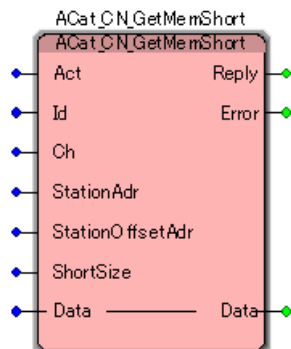 ACat_CN_GetMemShort
ACat_CN_GetMemShort
Act Reply
Id Error
Ch
StationAdr
StationOffsetAdr
ShortSize
Data Data